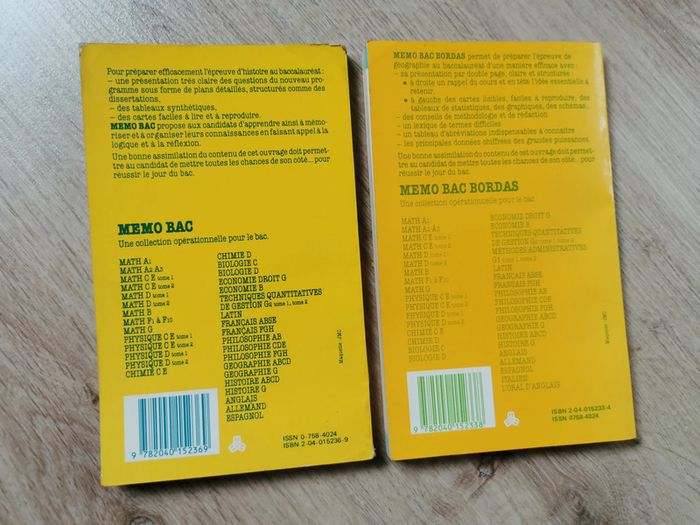 Pour préparer efficacement l'épreuve d'histoire au baccalauréat :
– une présentation très claire des questions du nouveau pro-
gramme sous forme de plans détaillés, structurés comme des
dissertations,
– des tableaux synthétiques,
– des cartes faciles à lire et à reproduire.
MEMO BAC propose aux candidats d'apprendre ainsi à mémo-
riser et à organiser leurs connaissances en faisant appel à la
logique et à la réflexion.
Une bonne assimilation du contenu de cet ouvrage doit permet-
tre au candidat de mettre toutes les chances de son côté... pour
réussir le jour du bac.
MEMO BAC
Une collection opérationnelle pour le bac.
MATH A1
MATH A2 A3
MATH C E tome 1
MATH C E tome 2
MATH D tome 1
MATH D tome 2
MATH B
MATH F1 à F10
MATH G
PHYSIQUE C E tome 1
PHYSIQUE C E tome 2
PHYSIQUE D tome 1
PHYSIQUE D tome 2
CHIMIE C E
CHIMIE D
BIOLOGIE C
BIOLOGIE D
ECONOMIE DROIT G
ECONOMIE B
TECHNIQUES QUANTITATIVES
DE GESTION G2 tome 1, tome 2
LATIN
FRANÇAIS ABSE
FRANÇAIS FGH
PHILOSOPHIE AB
PHILOSOPHIE CDE
PHILOSOPHIE FGH
GEOGRAPHIE ABCD
GEOGRAPHIE G
HISTOIRE ABCD
HISTOIRE G
ANGLAIS
ALLEMAND
ESPAGNOL
9 782040 152369
ISSN 0-758-4024
ISBN 2-04-015236-9
MEMO BAC BORDAS permet de préparer l'épreuve de
géographie au baccalauréat d'une manière efficace avec :
– sa présentation par double page, claire et structurée :
• à droite un rappel du cours et en tête l'idée essentielle à
retenir,
• à gauche des cartes lisibles, faciles à reproduire, des
tableaux de statistiques, des graphiques, des schémas...
– des conseils de méthodologie et de rédaction
– un lexique de termes difficiles
– un tableau d'abréviations indispensables à connaître
– les principales données chiffrées des grandes puissances.
Une bonne assimilation du contenu de cet ouvrage doit permet-
tre au candidat de mettre toutes les chances de son côté... pour
réussir le jour du bac.
MEMO BAC BORDAS
Une collection opérationnelle pour le bac.
MATH A1
MATH A2 A3
MATH C E tome 1
MATH C E tome 2
MATH D tome 1
MATH D tome 2
MATH B
MATH F1 à F10
MATH G
PHYSIQUE C E tome 1
PHYSIQUE C E tome 2
PHYSIQUE D tome 1
PHYSIQUE D tome 2
CHIMIE C E
CHIMIE D
BIOLOGIE C
BIOLOGIE D
ECONOMIE DROIT G
ECONOMIE B
TECHNIQUES QUANTITATIVES
DE GESTION G2 tome 1, tome 2
MÉTHODES ADMINISTRATIVES
G1 tome 1, tome 2
LATIN
FRANÇAIS ABSE
FRANÇAIS FGH
PHILOSOPHIE AB
PHILOSOPHIE CDE
PHILOSOPHIE FGH
GEOGRAPHIE ABCD
GEOGRAPHIE G
HISTOIRE ABCD
HISTOIRE G
ANGLAIS
ALLEMAND
ESPAGNOL
ITALIEN
L'ORAL D'ANGLAIS
9 782040 152338
ISBN 2-04-015233-4
ISSN 0758-4024